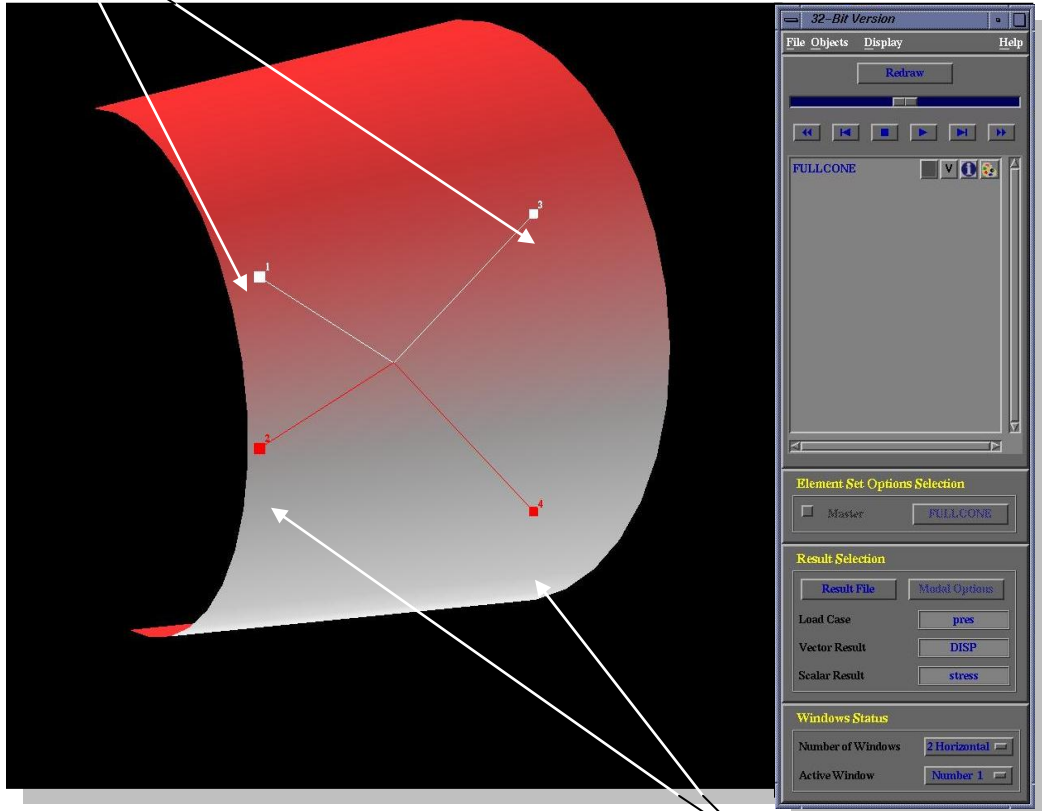 32-Bit Version
File Objects Display Help
Redraw
FULLCONE V
1
3
2
4
Element Set Options Selection
Master FULLCONE
Result Selection
Result File Modal Options
Load Case pres
Vector Result DISP
Scalar Result stress
Windows Status
Number of Windows 2 Horizontal
Active Window Number 1